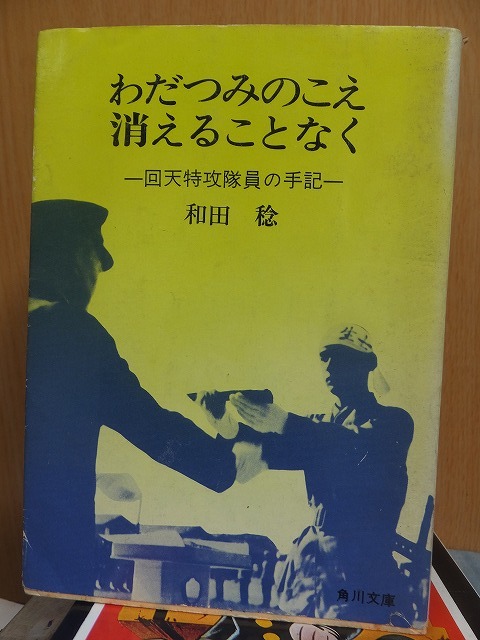 わだつみのこえ
消えることなく
―回天特攻隊員の手記―
和田 稔
角川文庫